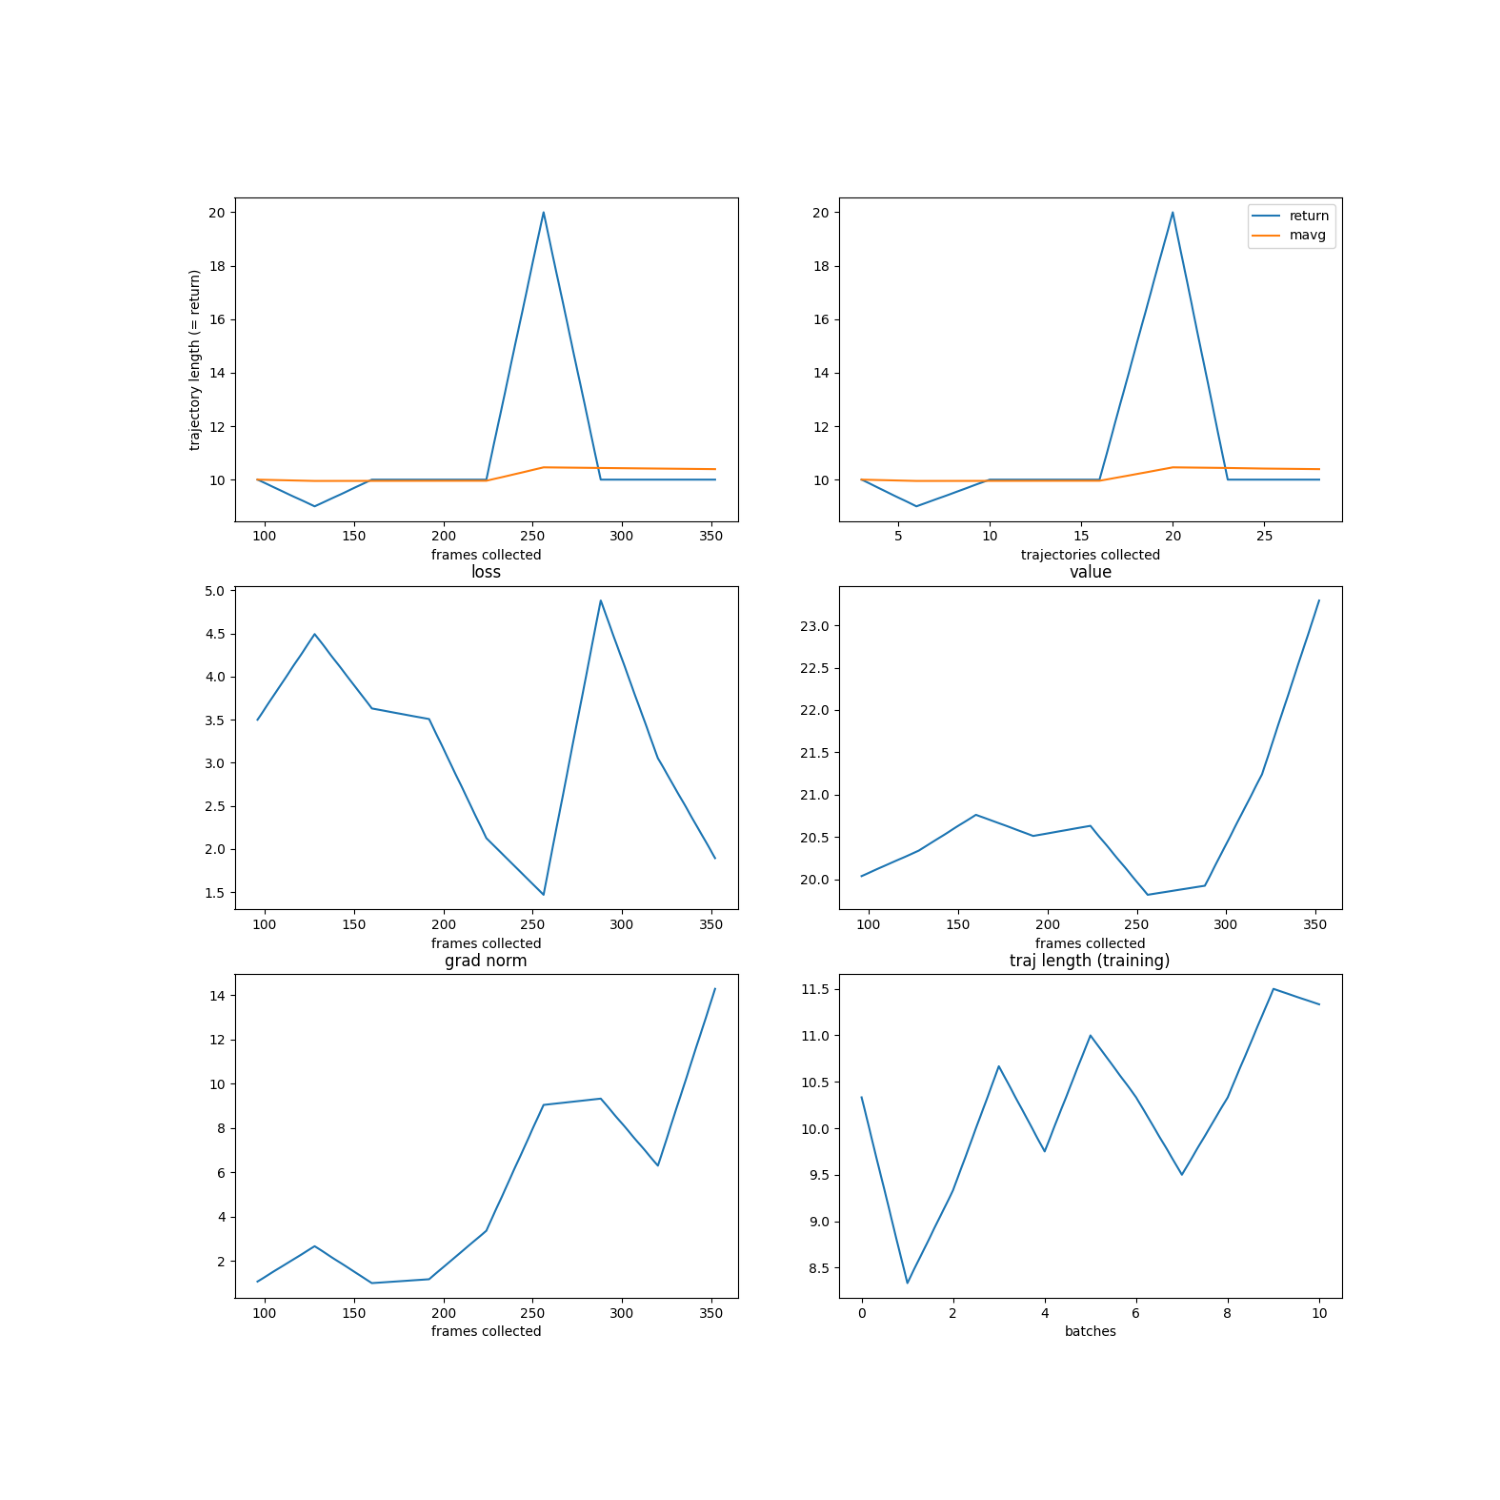 20
18
16
14
12
10
trajectory length (= return)
100 150 200 250 300 350
frames collected
return
mavg
20
18
16
14
12
10
5 10 15 20 25
trajectories collected
loss
5.0
4.5
4.0
3.5
3.0
2.5
2.0
1.5
100 150 200 250 300 350
frames collected
value
23.0
22.5
22.0
21.5
21.0
20.5
20.0
100 150 200 250 300 350
frames collected
grad norm
14
12
10
8
6
4
2
100 150 200 250 300 350
frames collected
traj length (training)
11.5
11.0
10.5
10.0
9.5
9.0
8.5
0 2 4 6 8 10
batches